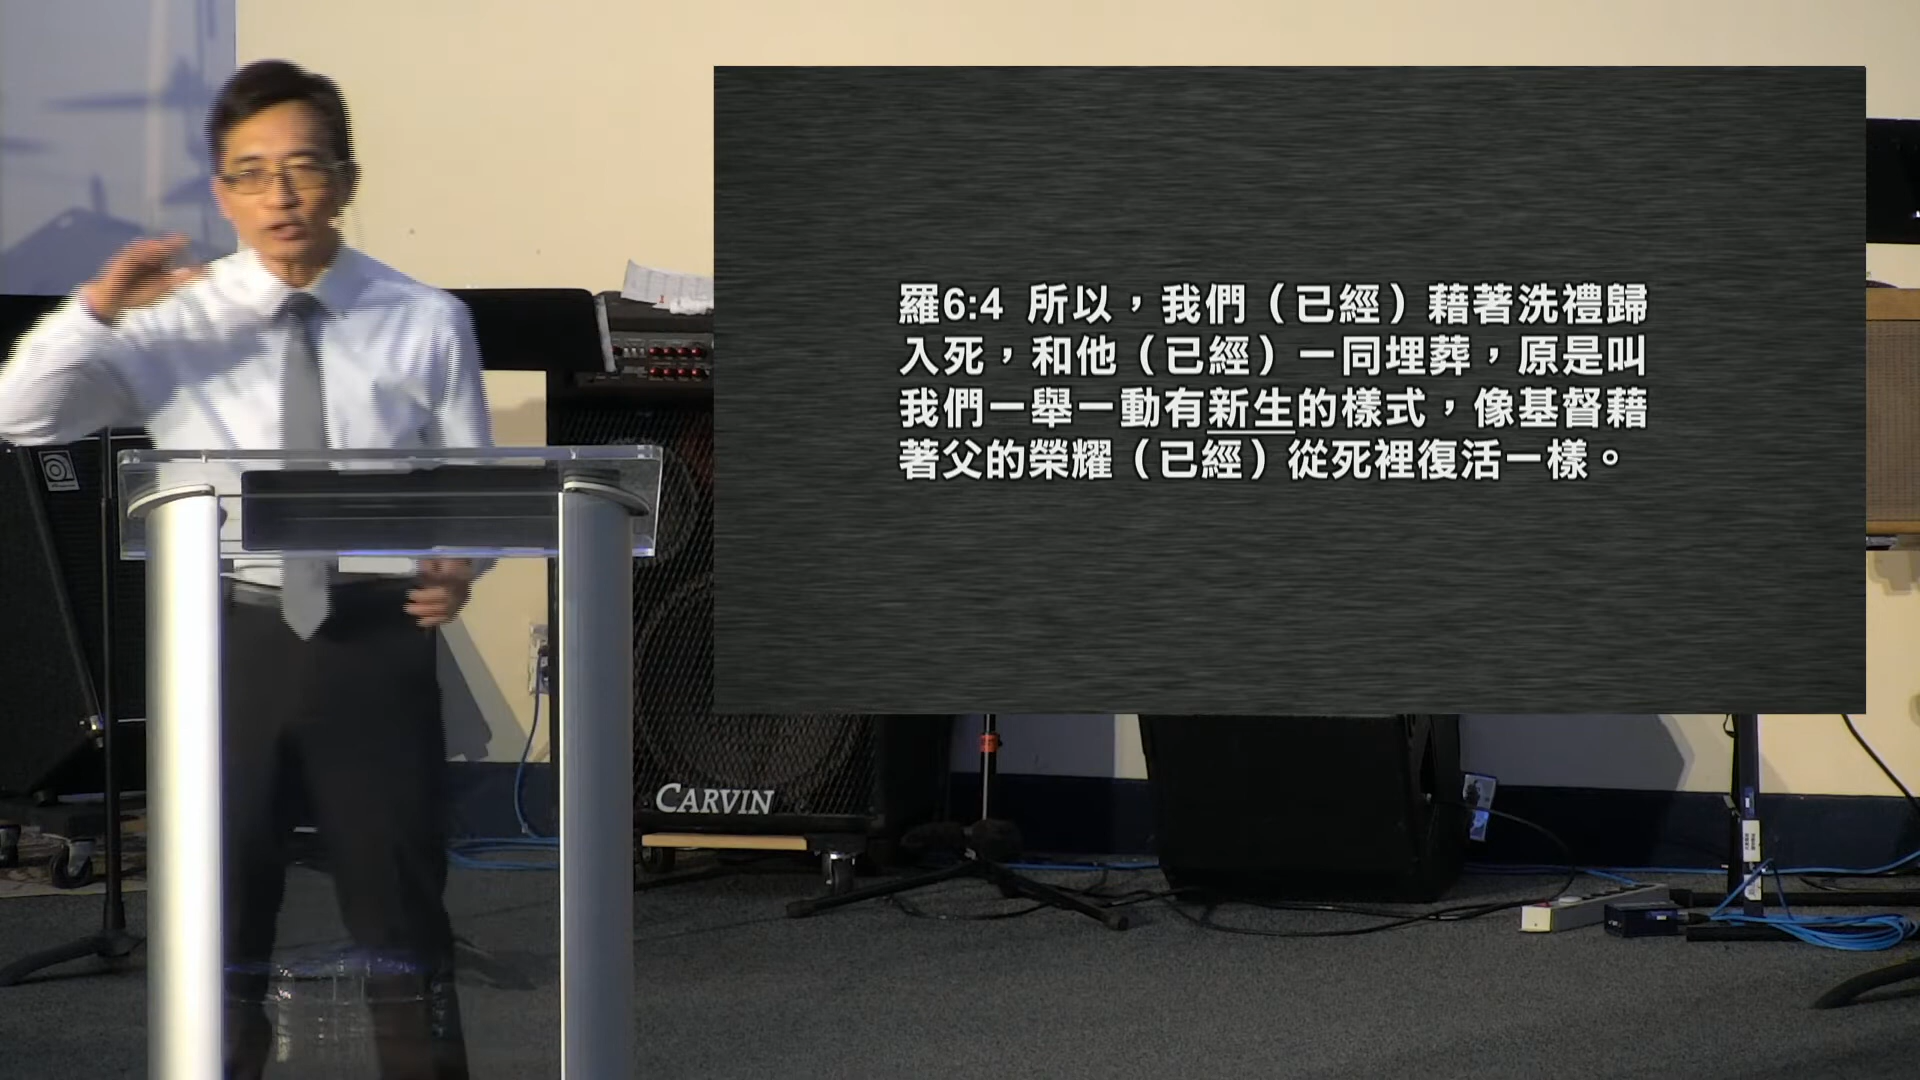 羅6:4 所以，我們（已經）藉著洗禮歸
入死，和他（已經）一同埋葬，原是叫
我們一舉一動有新生的樣式，像基督藉
著父的榮耀（已經）從死裡復活一樣。
CARVIN